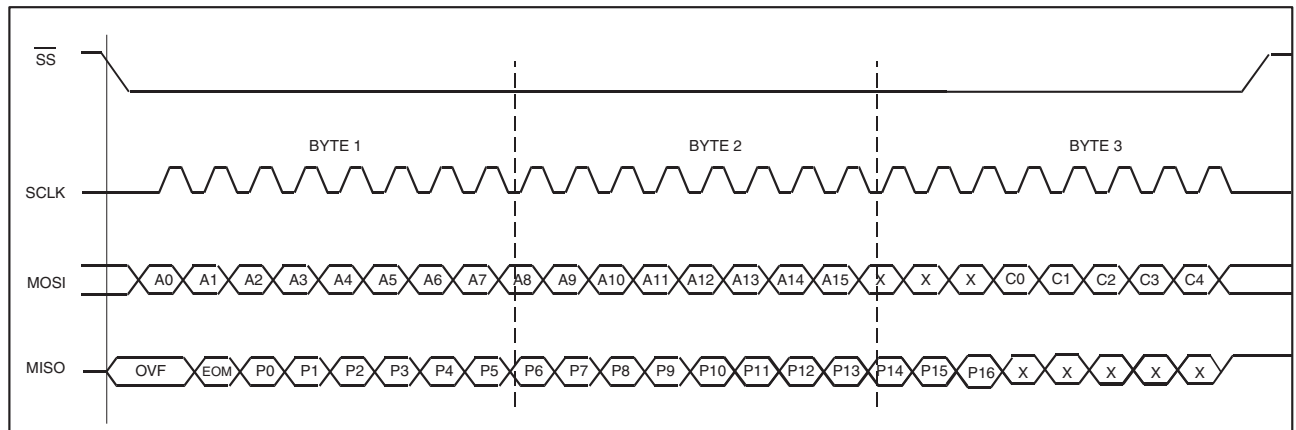 SS
BYTE 1 BYTE 2 BYTE 3
SCLK
MOSI A0 A1 A2 A3 A4 A5 A6 A7 A8 A9 A10 A11 A12 A13 A14 A15 X X X C0 C1 C2 C3 C4
MISO OVF EOM P0 P1 P2 P3 P4 P5 P6 P7 P8 P9 P10 P11 P12 P13 P14 P15 P16 X X X X X